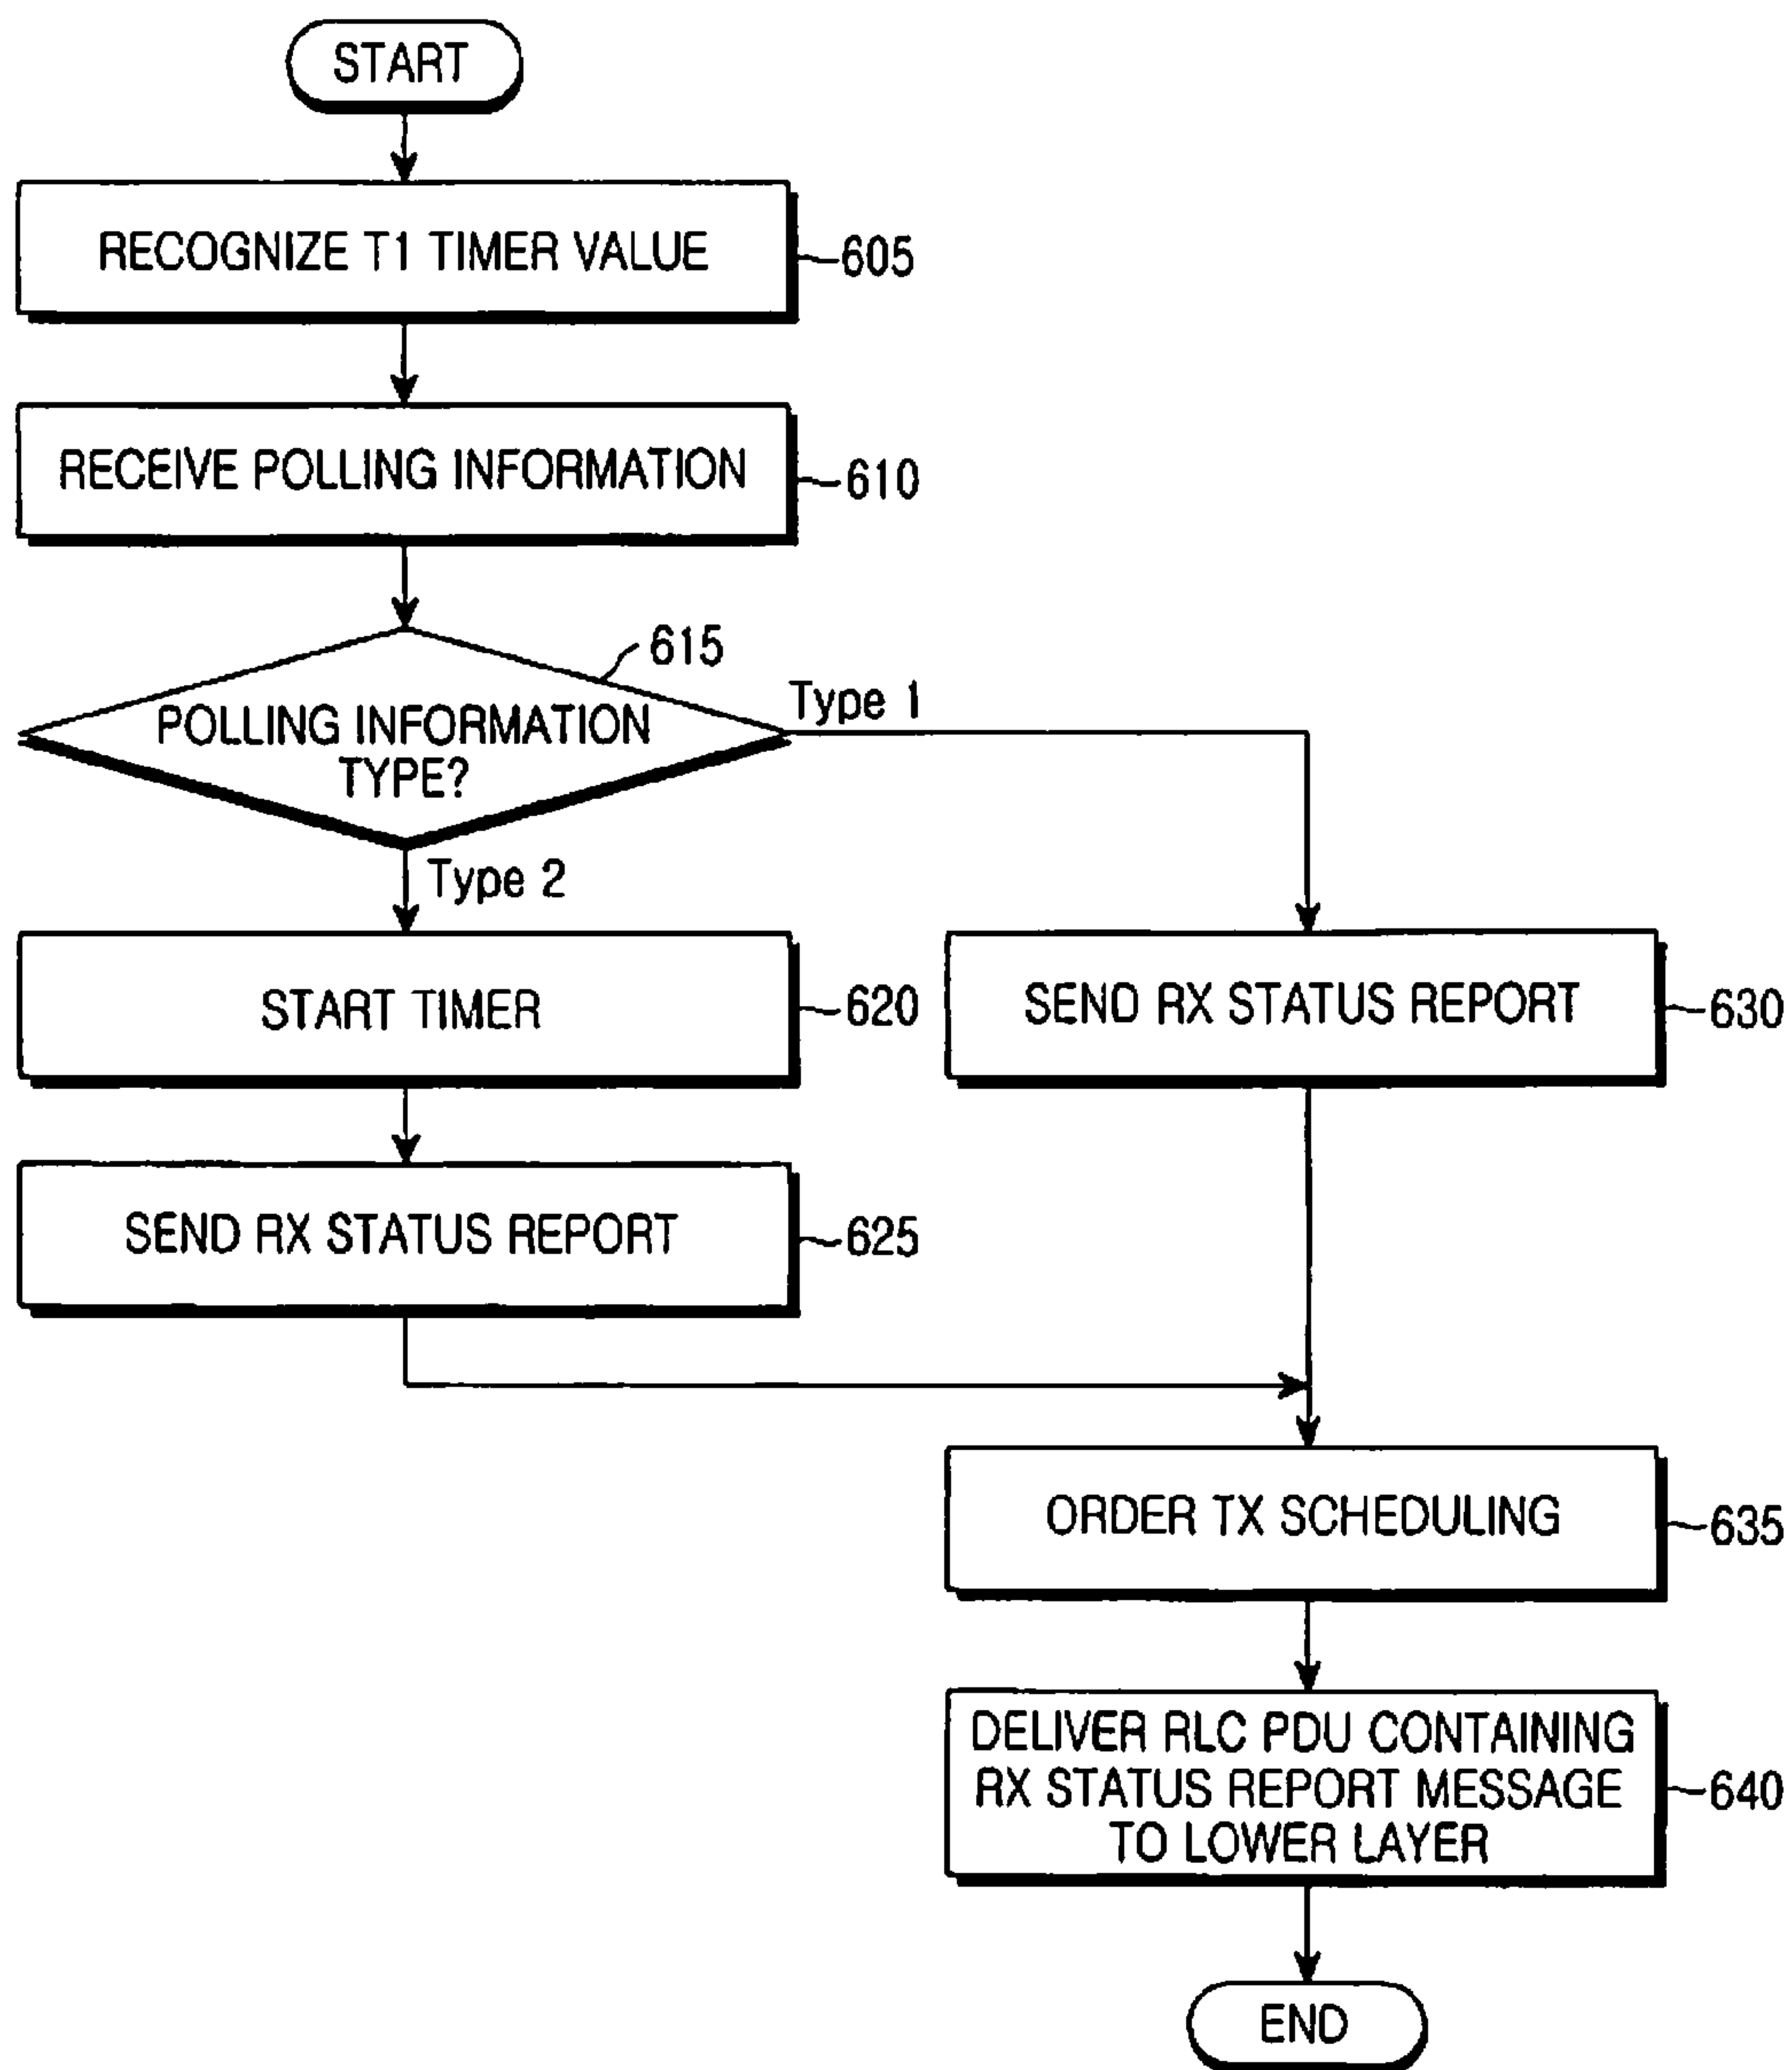 START
RECOGNIZE T1 TIMER VALUE
605
RECEIVE POLLING INFORMATION
610
615
POLLING INFORMATION
TYPE?
Type 1
Type 2
START TIMER
620
SEND RX STATUS REPORT
630
SEND RX STATUS REPORT
625
ORDER TX SCHEDULING
635
DELIVER RLC PDU CONTAINING
RX STATUS REPORT MESSAGE
TO LOWER LAYER
640
END